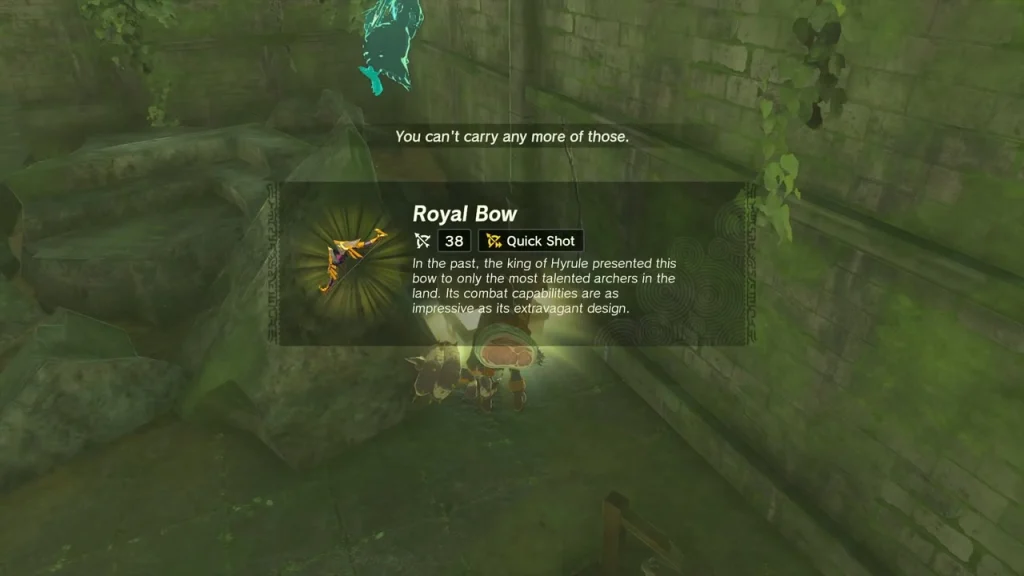 You can't carry any more of those.
Royal Bow
38 Quick Shot
In the past, the king of Hyrule presented this
bow to only the most talented archers in the
land. Its combat capabilities are as
impressive as its extravagant design.